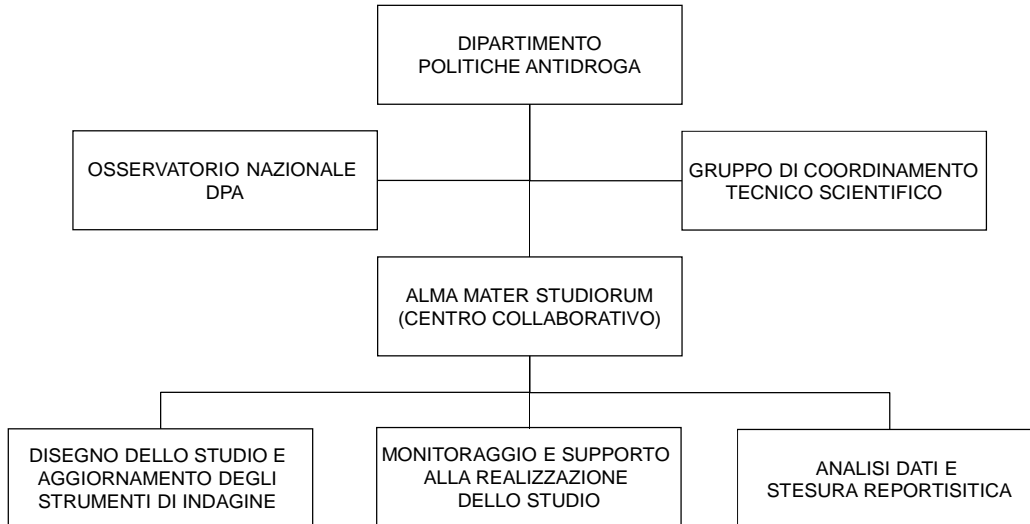 DIPARTIMENTO
POLITICHE ANTIDROGA
OSSERVATORIO NAZIONALE
DPA
GRUPPO DI COORDINAMENTO
TECNICO SCIENTIFICO
ALMA MATER STUDIORUM
(CENTRO COLLABORATIVO)
DISEGNO DELLO STUDIO E
AGGIORNAMENTO DEGLI
STRUMENTI DI INDAGINE
MONITORAGGIO E SUPPORTO
ALLA REALIZZAZIONE
DELLO STUDIO
ANALISI DATI E
STESURA REPORTISITICA